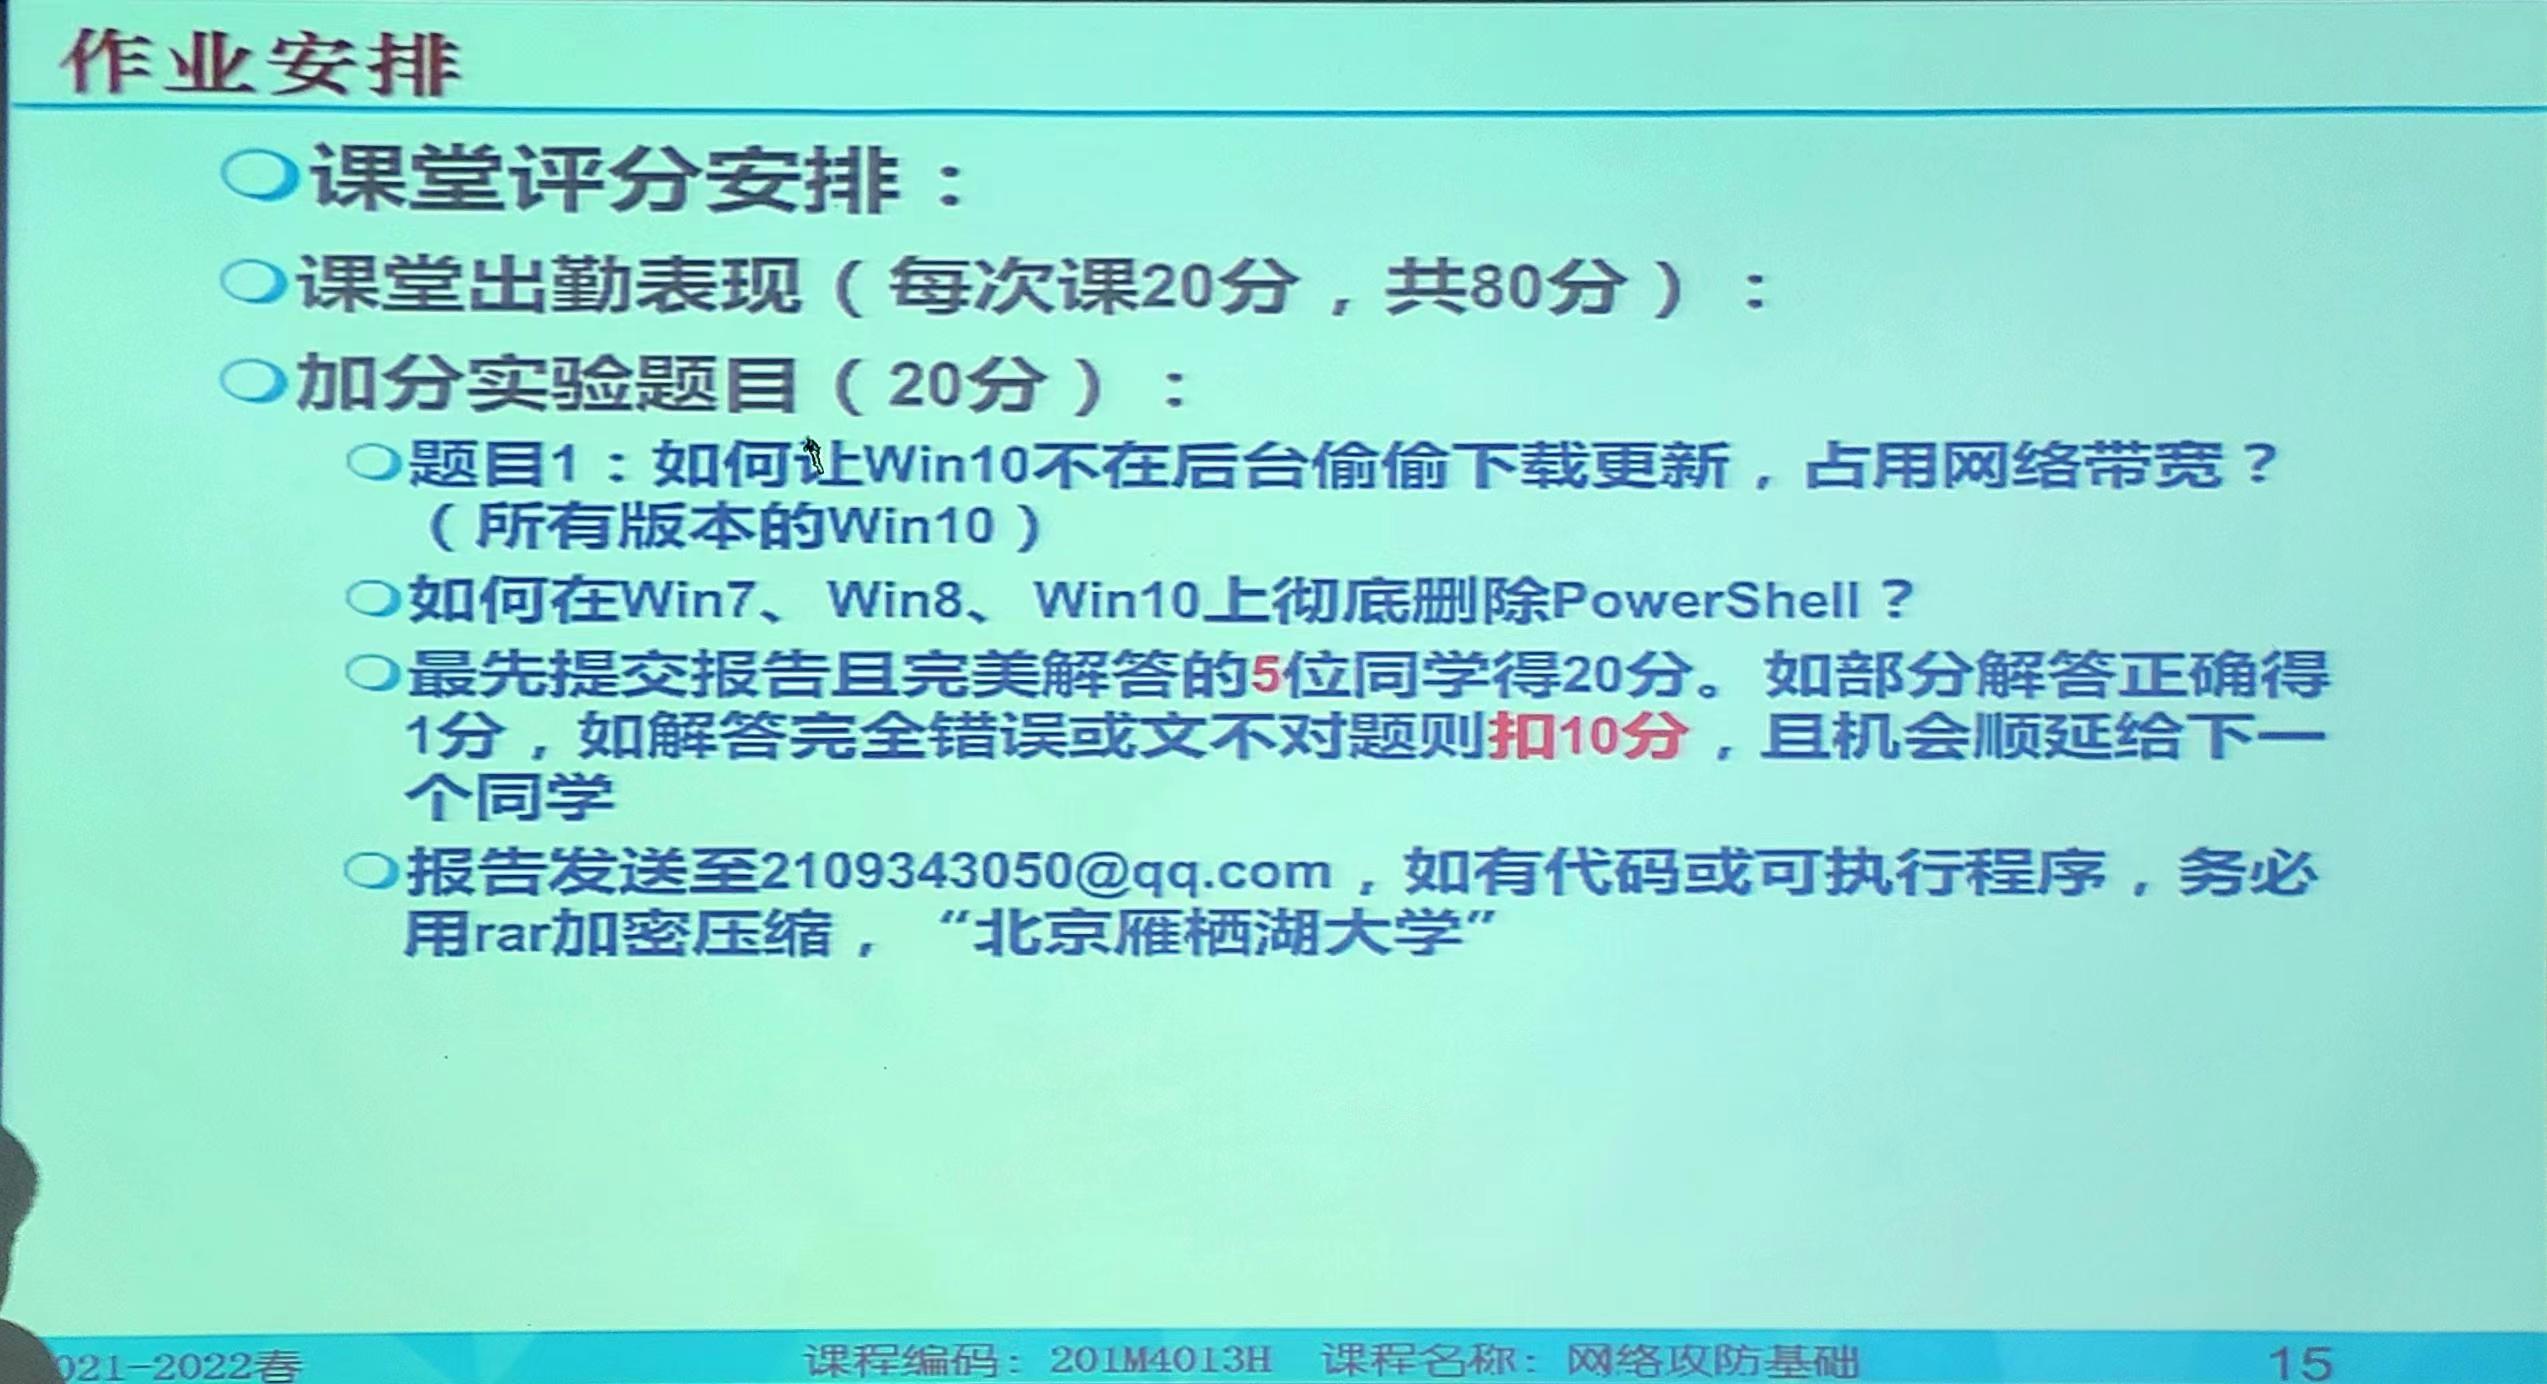 作业安排
课堂评分安排：
课堂出勤表现（每次课20分，共80分）：
加分实验题目（20分）：
题目1：如何让Win10不在后台偷偷下载更新，占用网络带宽？
（所有版本的Win10）
如何在Win7、Win8、Win10上彻底删除PowerShell？
最先提交报告且完美解答的5位同学得20分。如部分解答正确得
1分，如解答完全错误或文不对题则扣10分，且机会顺延给下一
个同学
报告发送至2109343050@qq.com，如有代码或可执行程序，务必
用rar加密压缩，“北京雁栖湖大学”
021-2022春
课程编码：201M4013H 课程名称：网络攻防基础
15